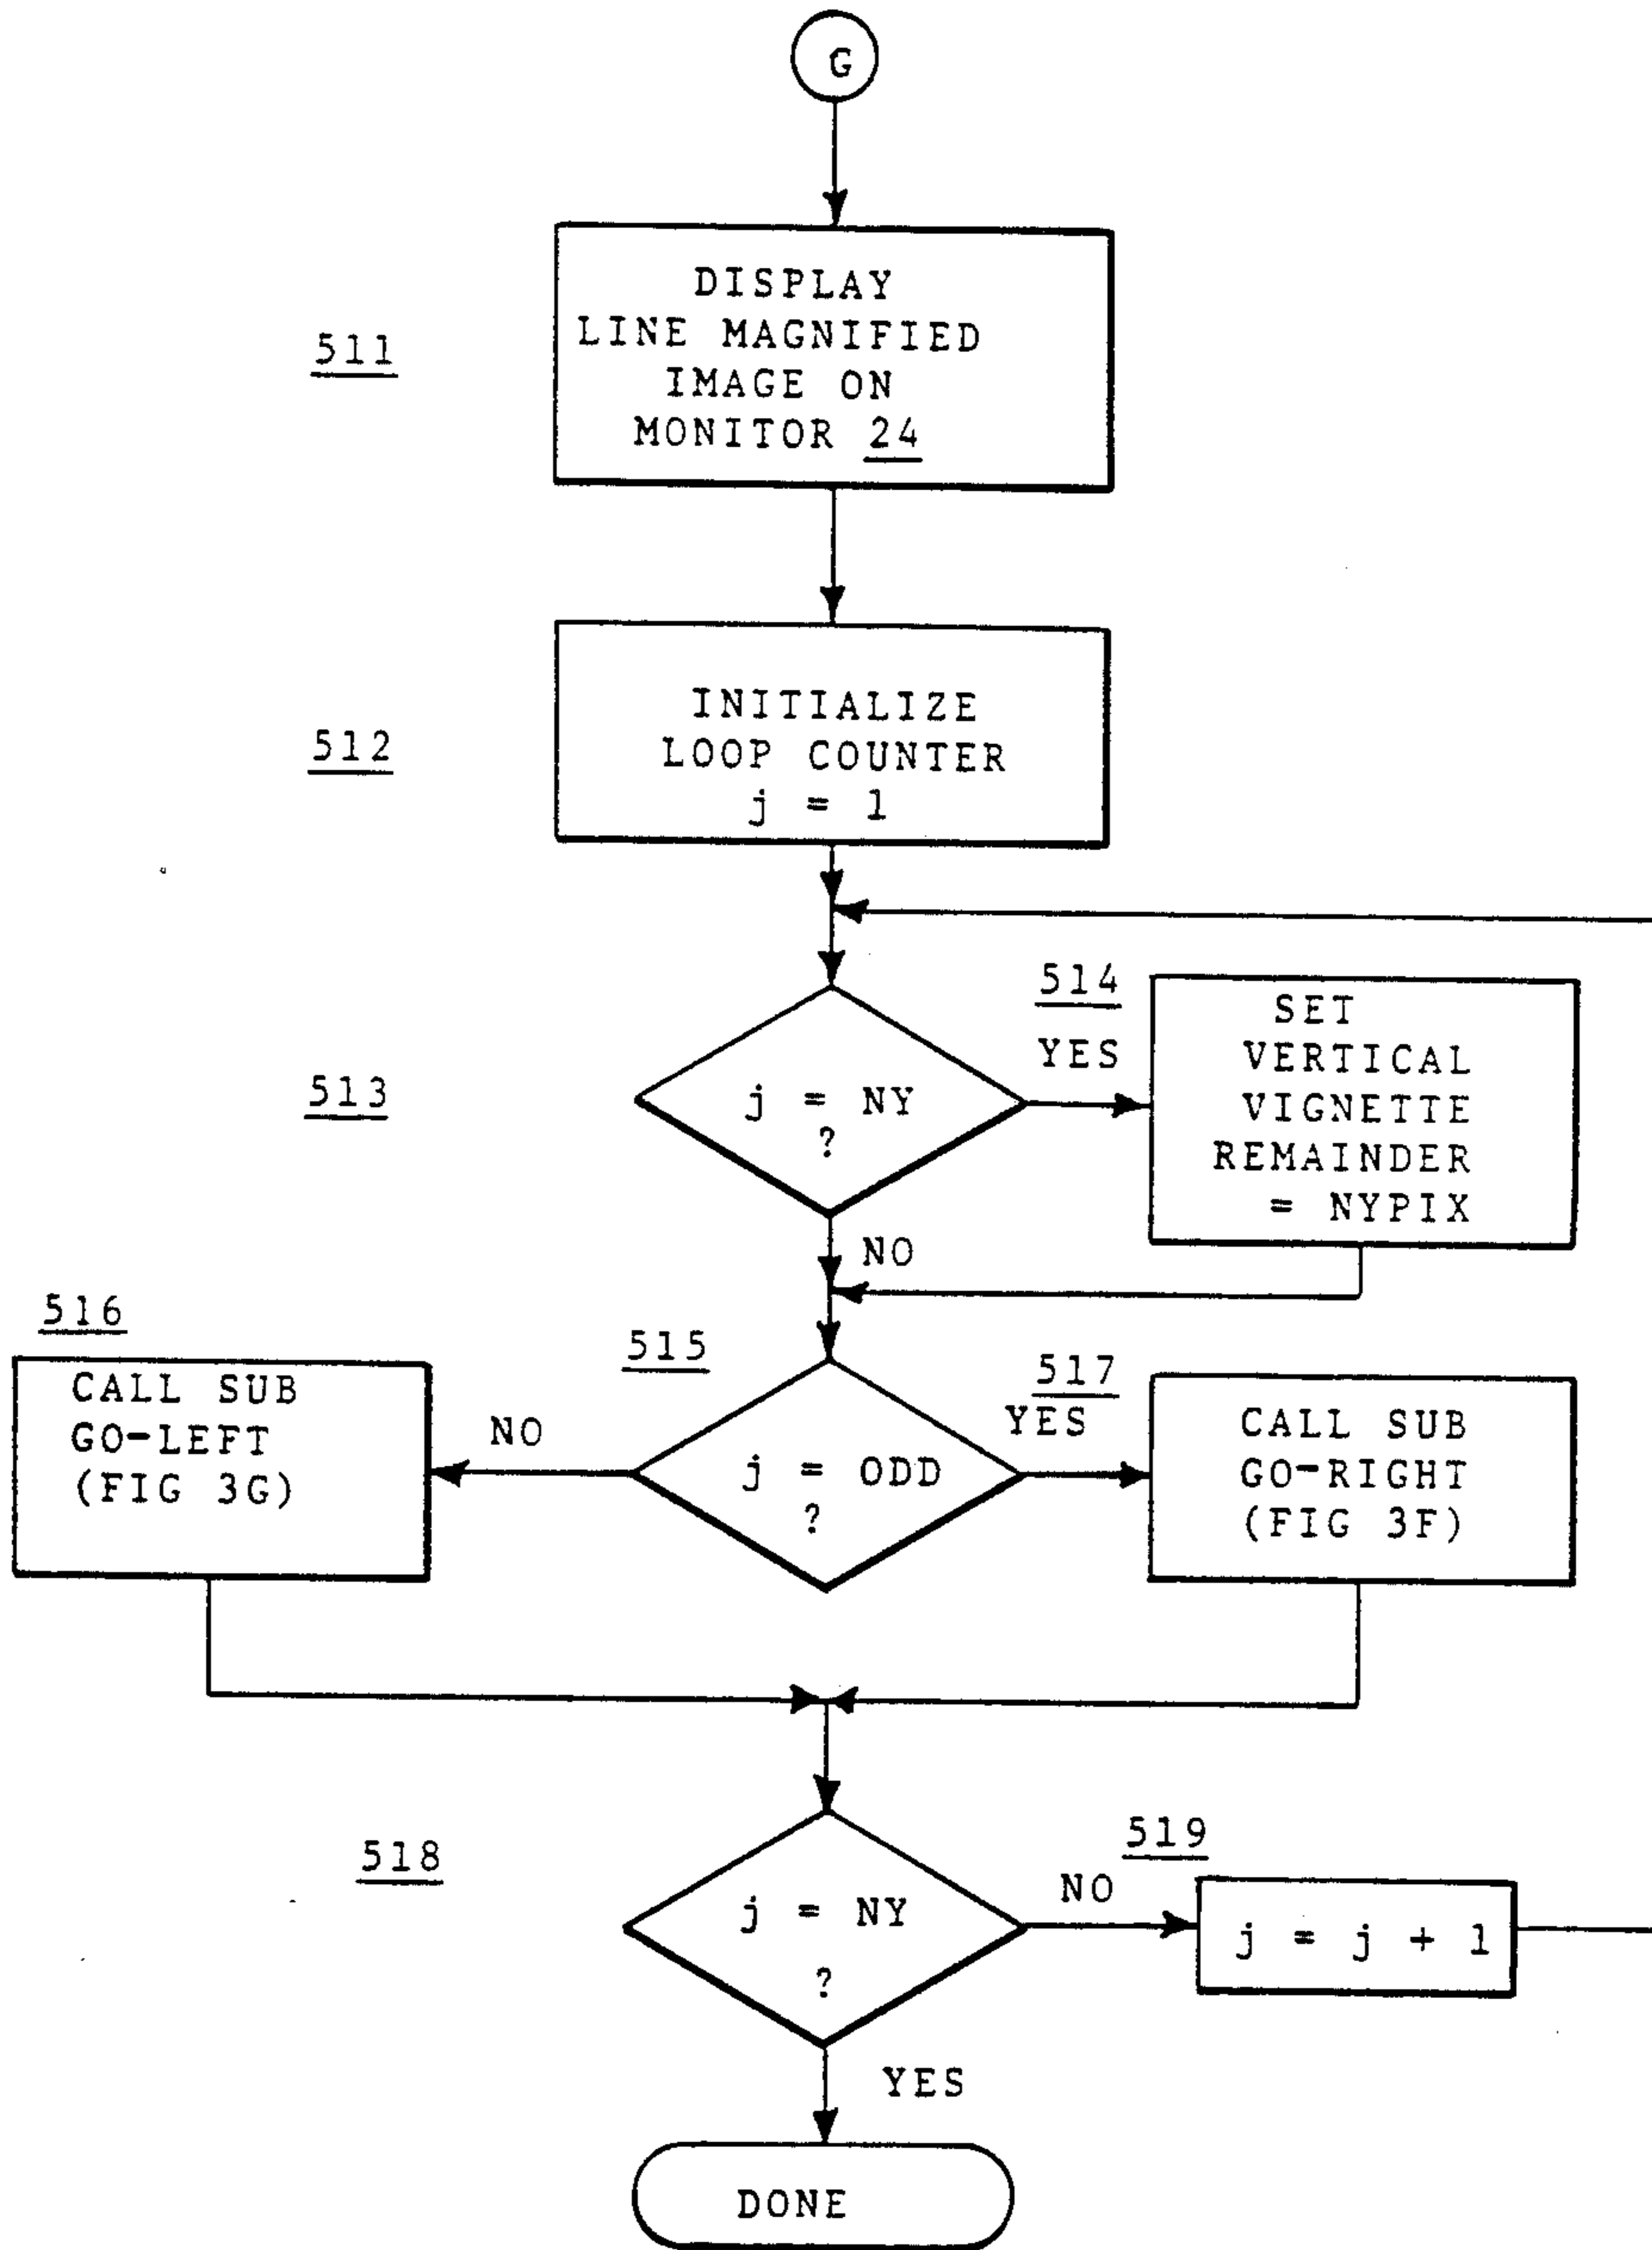 G
DISPLAY
LINE MAGNIFIED
IMAGE ON
MONITOR 24
511
INITIALIZE
LOOP COUNTER
j = 1
512
514
YES
SET
VERTICAL
VIGNETTE
REMAINDER
= NYPIX
513
j = NY
?
NO
516
515
517
CALL SUB
GO-LEFT
(FIG 3G)
NO
j = ODD
?
YES
CALL SUB
GO-RIGHT
(FIG 3F)
518
j = NY
?
NO
519
j = j + 1
YES
DONE